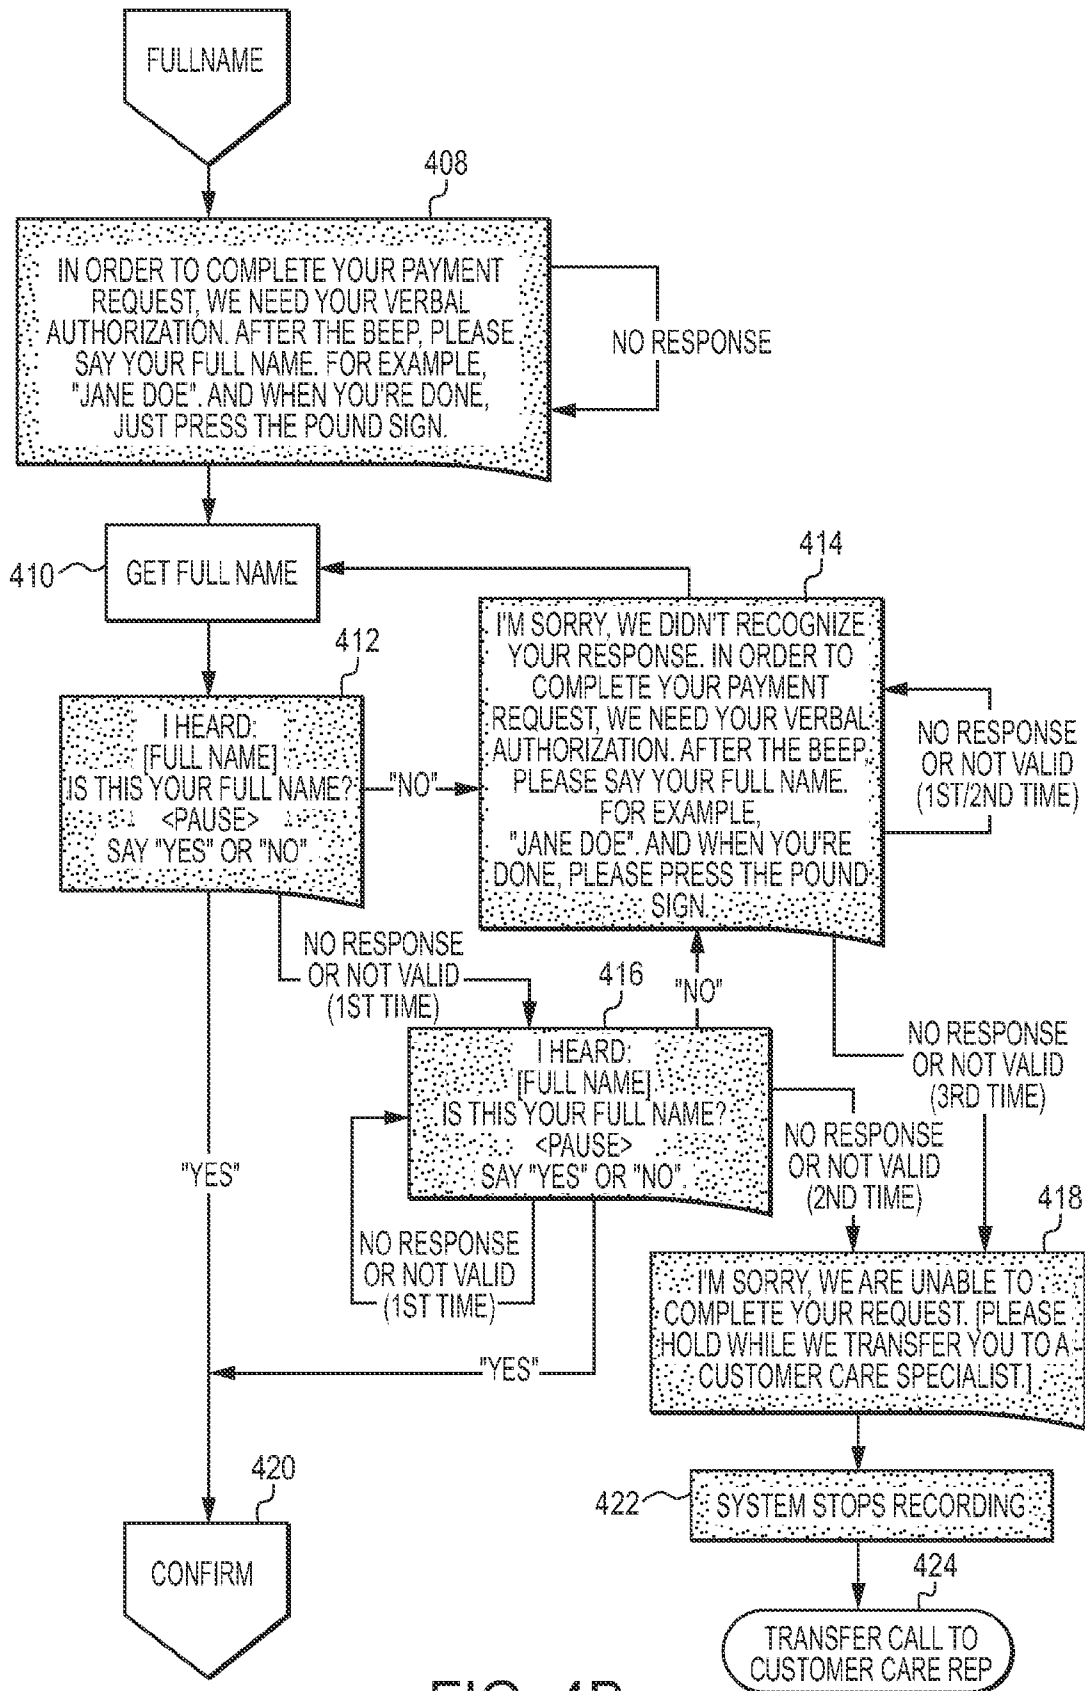 FULLNAME
408
IN ORDER TO COMPLETE YOUR PAYMENT
REQUEST, WE NEED YOUR VERBAL
AUTHORIZATION. AFTER THE BEEP, PLEASE
SAY YOUR FULL NAME. FOR EXAMPLE,
"JANE DOE". AND WHEN YOU'RE DONE,
JUST PRESS THE POUND SIGN.
NO RESPONSE
410
GET FULL NAME
412
I HEARD:
[FULL NAME]
IS THIS YOUR FULL NAME?
<PAUSE>
SAY "YES" OR "NO".
"NO"
414
I'M SORRY, WE DIDN'T RECOGNIZE
YOUR RESPONSE. IN ORDER TO
COMPLETE YOUR PAYMENT
REQUEST, WE NEED YOUR VERBAL
AUTHORIZATION. AFTER THE BEEP,
PLEASE SAY YOUR FULL NAME.
FOR EXAMPLE,
"JANE DOE". AND WHEN YOU'RE
DONE, PLEASE PRESS THE POUND
SIGN.
NO RESPONSE
OR NOT VALID
(1ST/2ND TIME)
NO RESPONSE
OR NOT VALID
(1ST TIME)
"NO"
416
I HEARD:
[FULL NAME]
IS THIS YOUR FULL NAME?
<PAUSE>
SAY "YES" OR "NO".
NO RESPONSE
OR NOT VALID
(3RD TIME)
NO RESPONSE
OR NOT VALID
(2ND TIME)
"YES"
NO RESPONSE
OR NOT VALID
(1ST TIME)
"YES"
418
I'M SORRY, WE ARE UNABLE TO
COMPLETE YOUR REQUEST. [PLEASE
HOLD WHILE WE TRANSFER YOU TO A
CUSTOMER CARE SPECIALIST.]
420
CONFIRM
422
SYSTEM STOPS RECORDING
424
TRANSFER CALL TO
CUSTOMER CARE REP